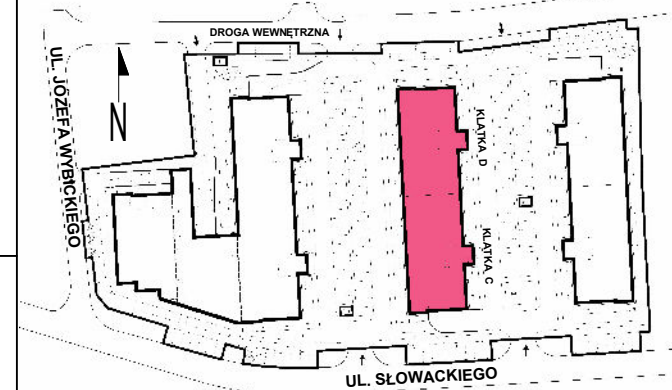 DROGA WEWNĘTRZNA
UL. JÓZEFA WYBICKIEGO
N
KLATKA D
KLATKA C
UL. SŁOWACKIEGO